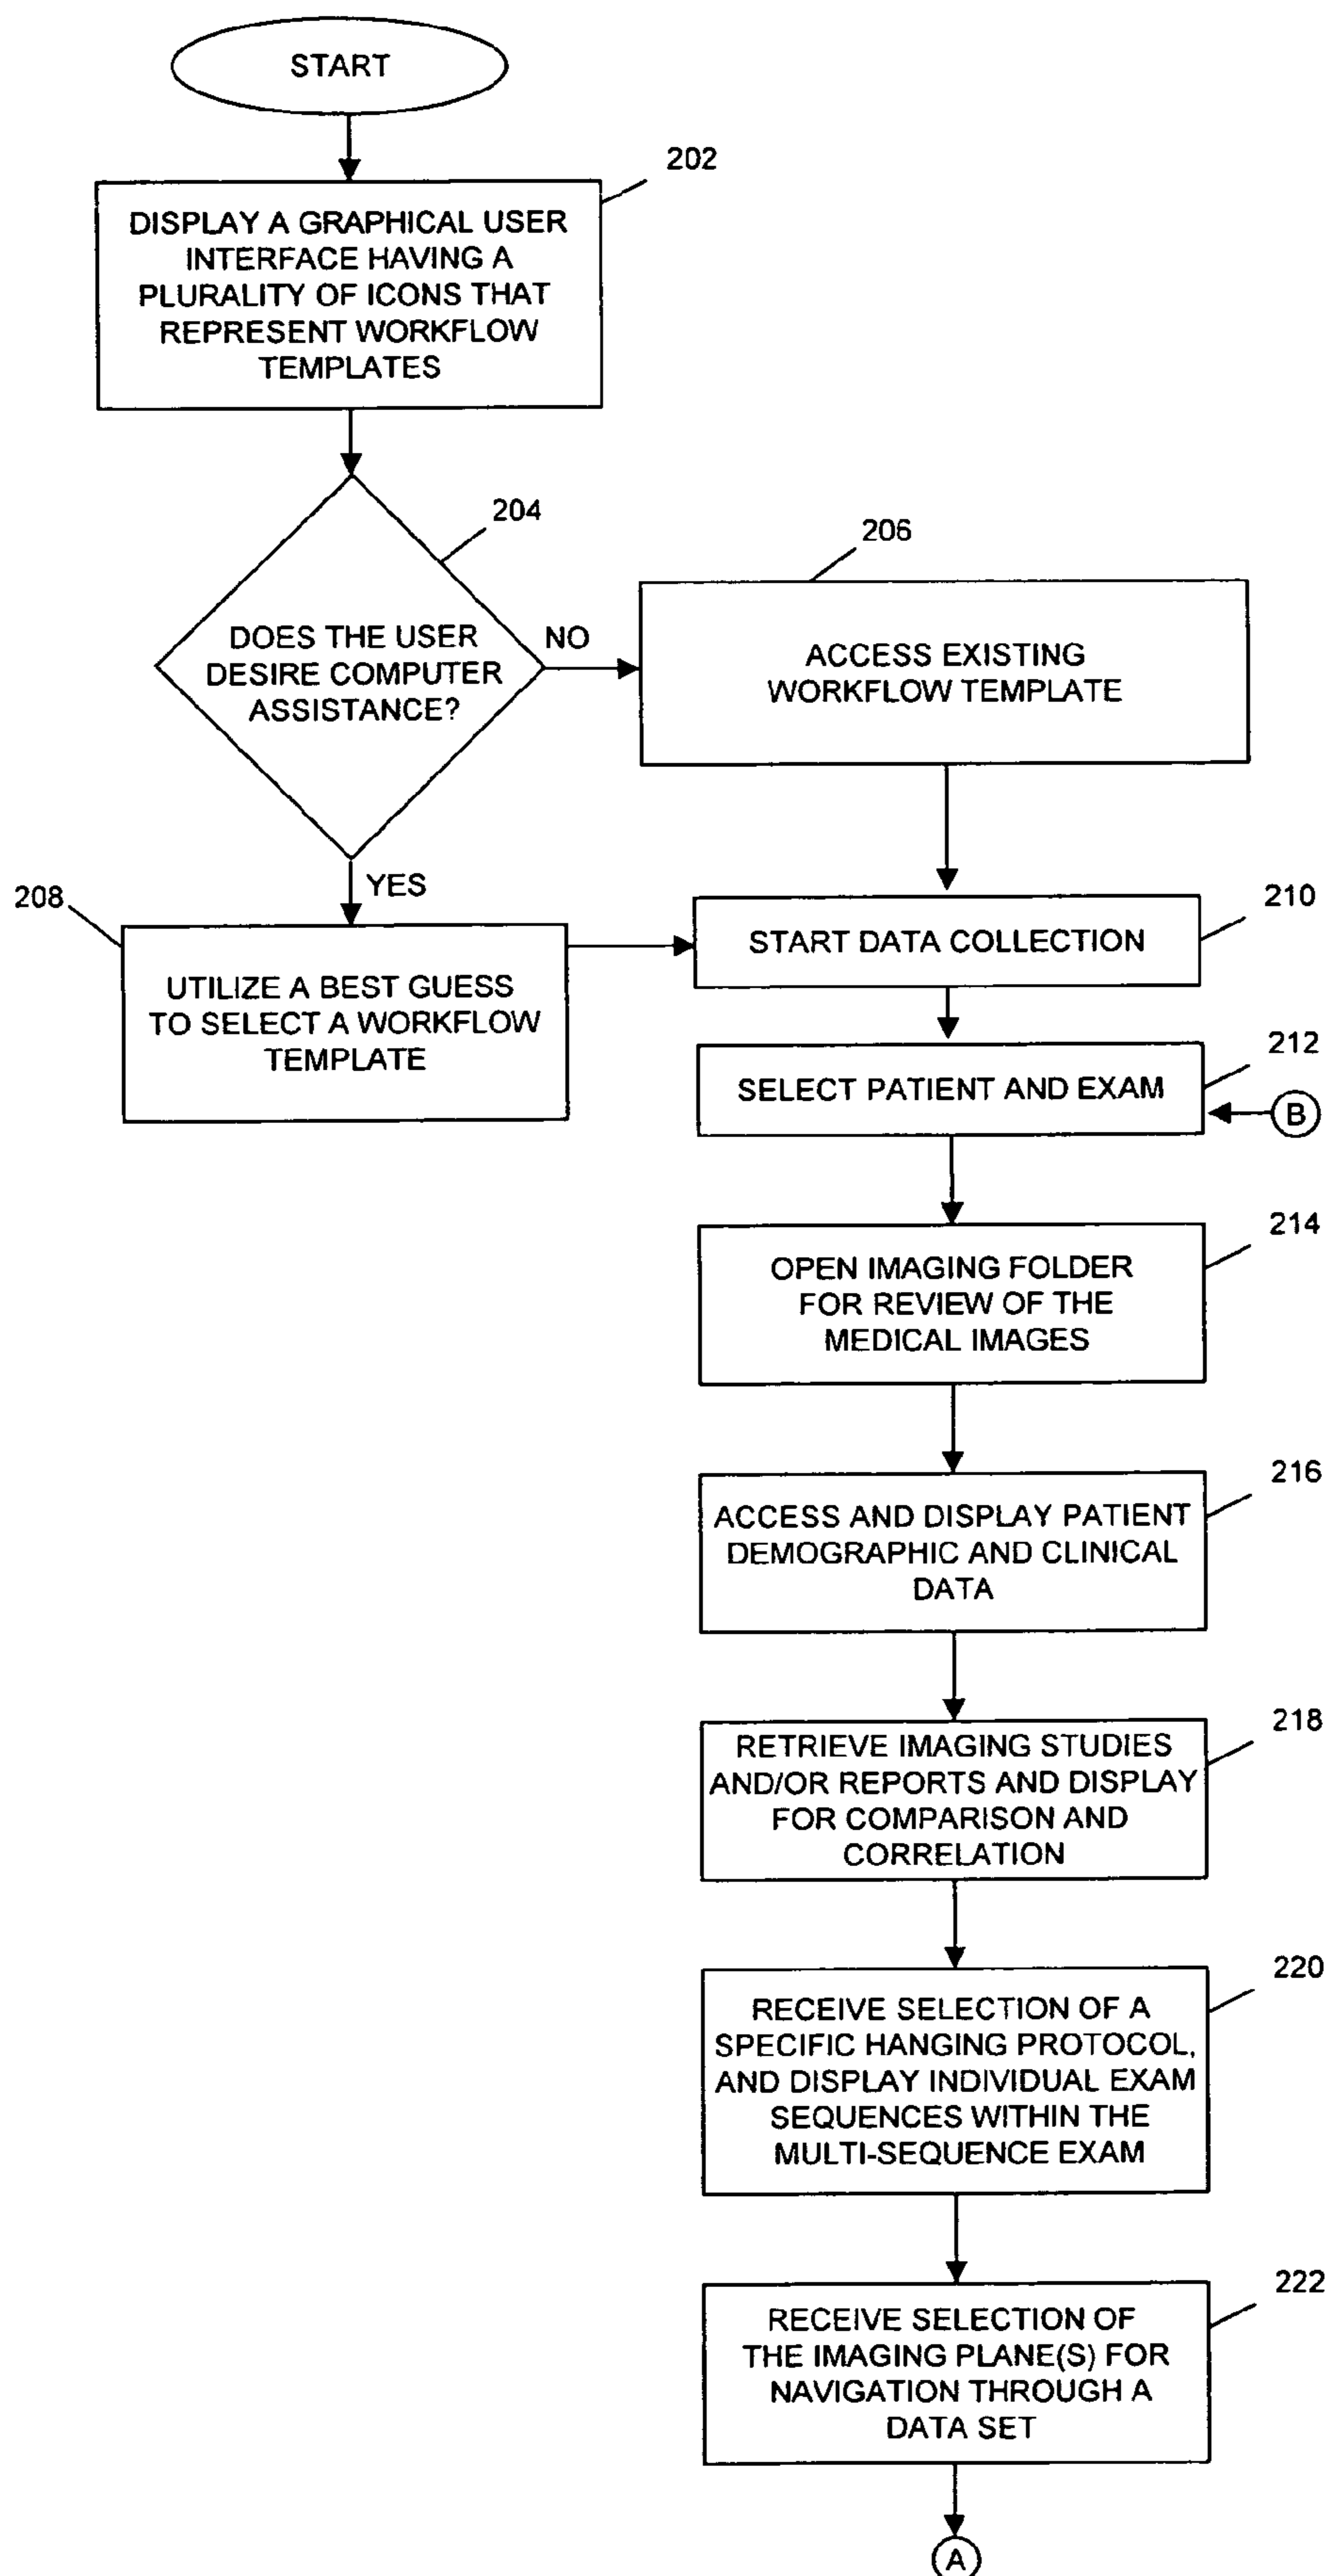 START
202
DISPLAY A GRAPHICAL USER
INTERFACE HAVING A
PLURALITY OF ICONS THAT
REPRESENT WORKFLOW
TEMPLATES
204
DOES THE USER
DESIRE COMPUTER
ASSISTANCE?
NO
206
ACCESS EXISTING
WORKFLOW TEMPLATE
YES
208
UTILIZE A BEST GUESS
TO SELECT A WORKFLOW
TEMPLATE
210
START DATA COLLECTION
212
SELECT PATIENT AND EXAM
B
214
OPEN IMAGING FOLDER
FOR REVIEW OF THE
MEDICAL IMAGES
216
ACCESS AND DISPLAY PATIENT
DEMOGRAPHIC AND CLINICAL
DATA
218
RETRIEVE IMAGING STUDIES
AND/OR REPORTS AND DISPLAY
FOR COMPARISON AND
CORRELATION
220
RECEIVE SELECTION OF A
SPECIFIC HANGING PROTOCOL,
AND DISPLAY INDIVIDUAL EXAM
SEQUENCES WITHIN THE
MULTI-SEQUENCE EXAM
222
RECEIVE SELECTION OF
THE IMAGING PLANE(S) FOR
NAVIGATION THROUGH A
DATA SET
A